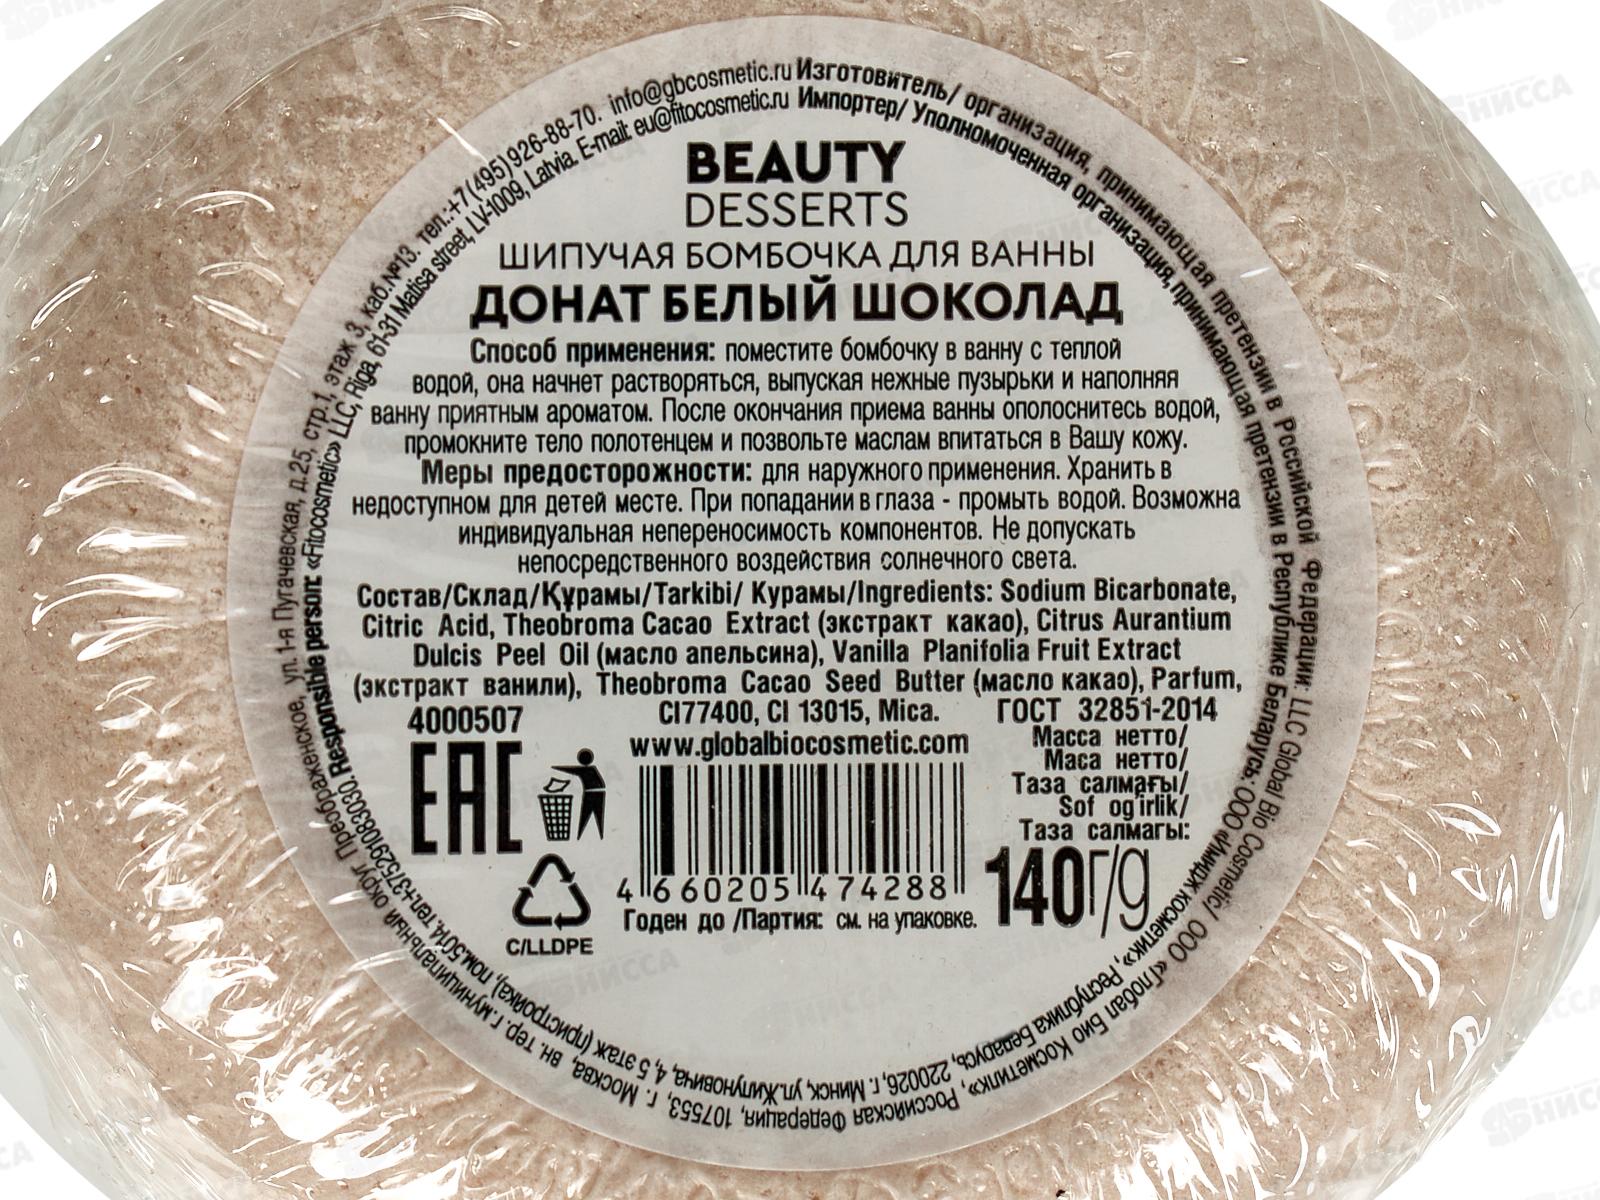 Изготовитель/ организация, принимающая претензии в Российской Федерации: LLC Global Bio Cosmetic/ ООО «Глобал Био Косметик», Российская Федерация, 107553, г. Москва, вн. тер. г. муниципальный округ Преображенское, ул. 1-я Пугачевская, д.25, стр.1, этаж 3, каб.№13. тел.:+7(495)926-88-70. info@gbcosmetic.ru
Импортер/ Уполномоченная организация, принимающая претензии в Республике Беларусь: ООО «Киндж косметик», Республика Беларусь, 220026, г. Минск, ул.Жилуновича, 4, 5 этаж (пристройка), пом.501А. тел.+375291083030. Responsible person: «Fitocosmetic» LLC, Riga, 61-31 Matisa street, LV-1009, Latvia. E-mail: eu@fitocosmetic.ru
BEAUTY
DESSERTS
ШИПУЧАЯ БОМБОЧКА ДЛЯ ВАННЫ
ДОНАТ БЕЛЫЙ ШОКОЛАД
Способ применения: поместите бомбочку в ванну с теплой
водой, она начнет растворяться, выпуская нежные пузырьки и наполняя
ванну приятным ароматом. После окончания приема ванны ополоснитесь водой,
промокните тело полотенцем и позвольте маслам впитаться в Вашу кожу.
Меры предосторожности: для наружного применения. Хранить в
недоступном для детей месте. При попадании в глаза - промыть водой. Возможна
индивидуальная непереносимость компонентов. Не допускать
непосредственного воздействия солнечного света.
Состав/Склад/Құрамы/Tarkibi/ Курамы/Ingredients: Sodium Bicarbonate,
Citric Acid, Theobroma Cacao Extract (экстракт какао), Citrus Aurantium
Dulcis Peel Oil (масло апельсина), Vanilla Planifolia Fruit Extract
(экстракт ванили), Theobroma Cacao Seed Butter (масло какао), Parfum,
CI77400, CI 13015, Mica.
4000507
ГОСТ 32851-2014
www.globalbiocosmetic.com
EAC
Масса нетто/
Маса нетто/
Таза салмағы/
Sof og'irlik/
Таза салмагы:
140г/g
4 660205 474288
Годен до /Партия: см. на упаковке.
C/LLDPE
НИССА